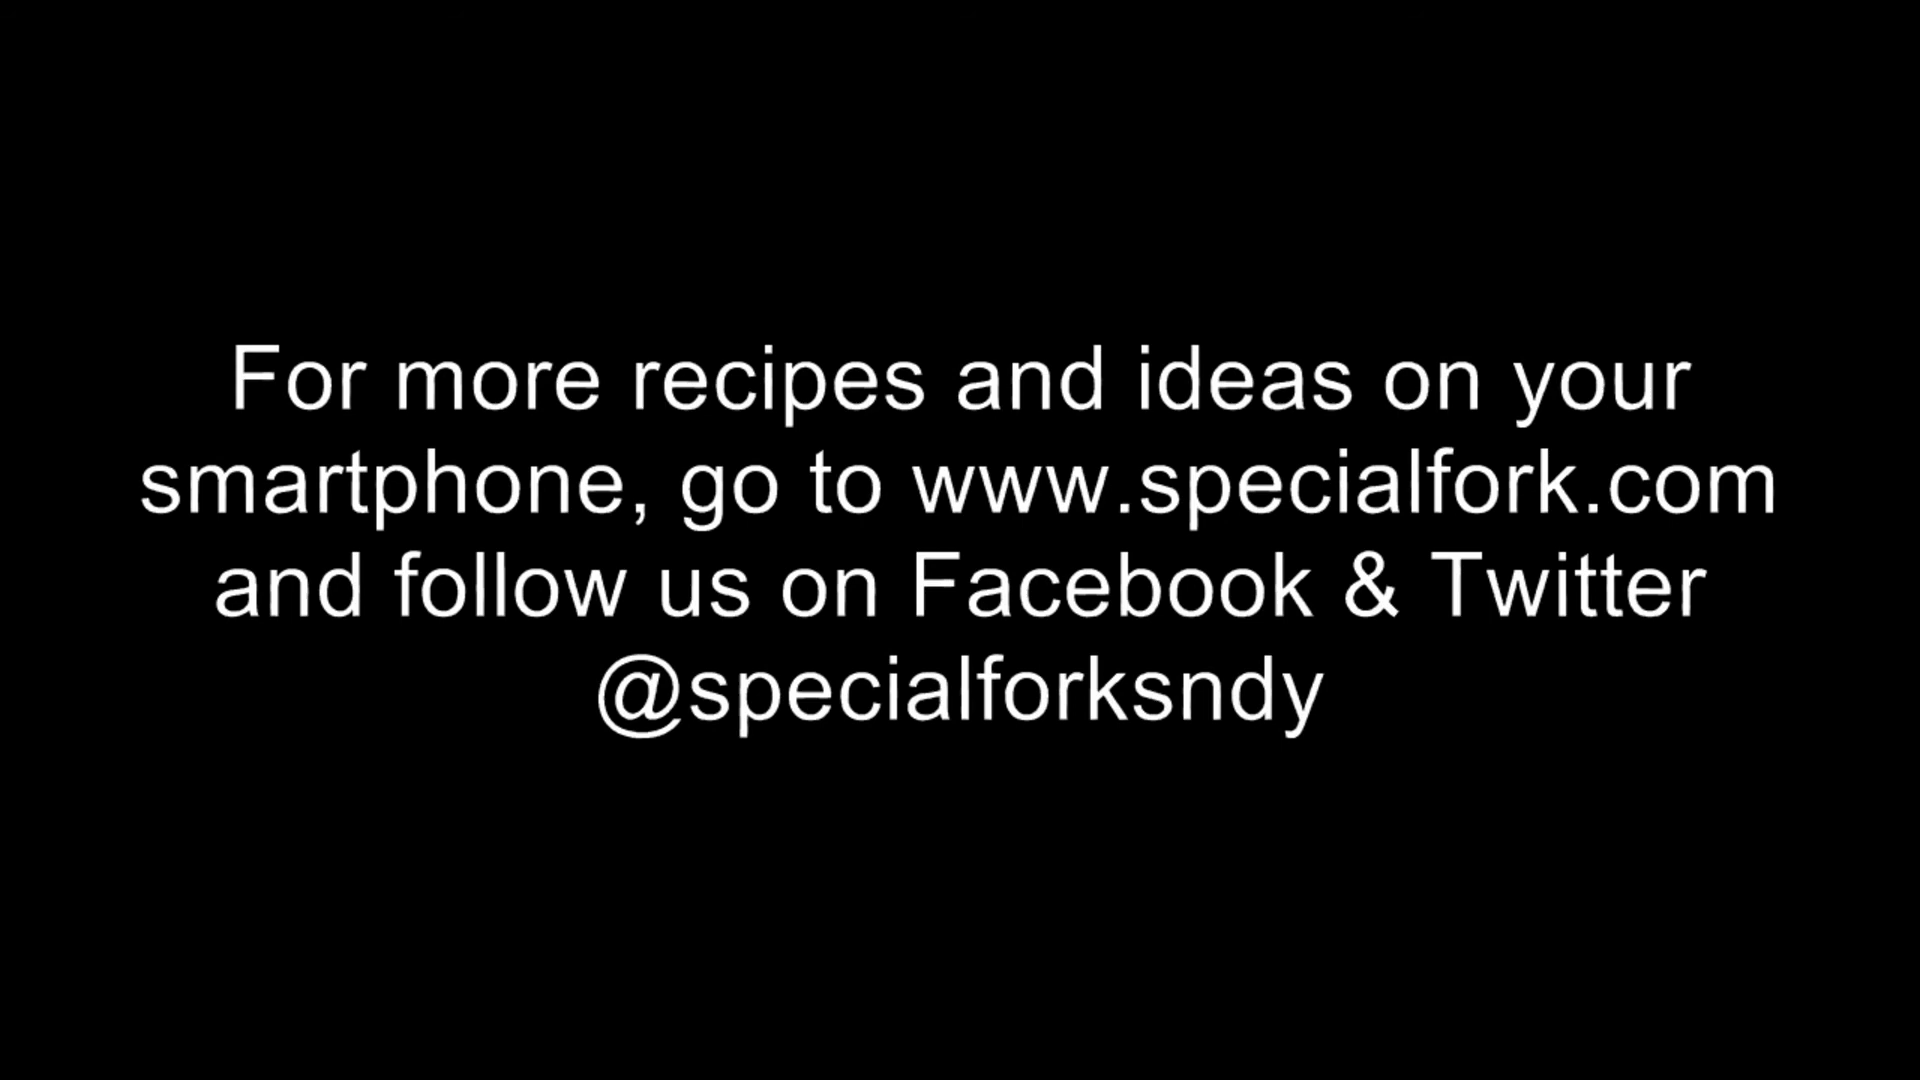 For more recipes and ideas on your
smartphone, go to www.specialfork.com
and follow us on Facebook & Twitter
@specialforksndy